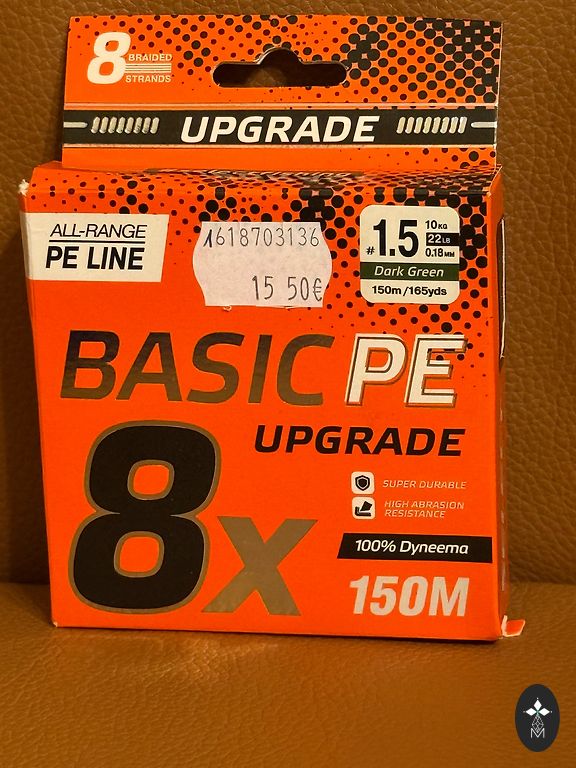 8 BRAIDED
STRANDS
UPGRADE
ALL-RANGE
PE LINE
1618703136
15 50€
#1.5
10KG
22LB
0.18MM
Dark Green
150m/165yds
BASIC PE
UPGRADE
8X
SUPER DURABLE
HIGH ABRASION
RESISTANCE
100% Dyneema
150M
M